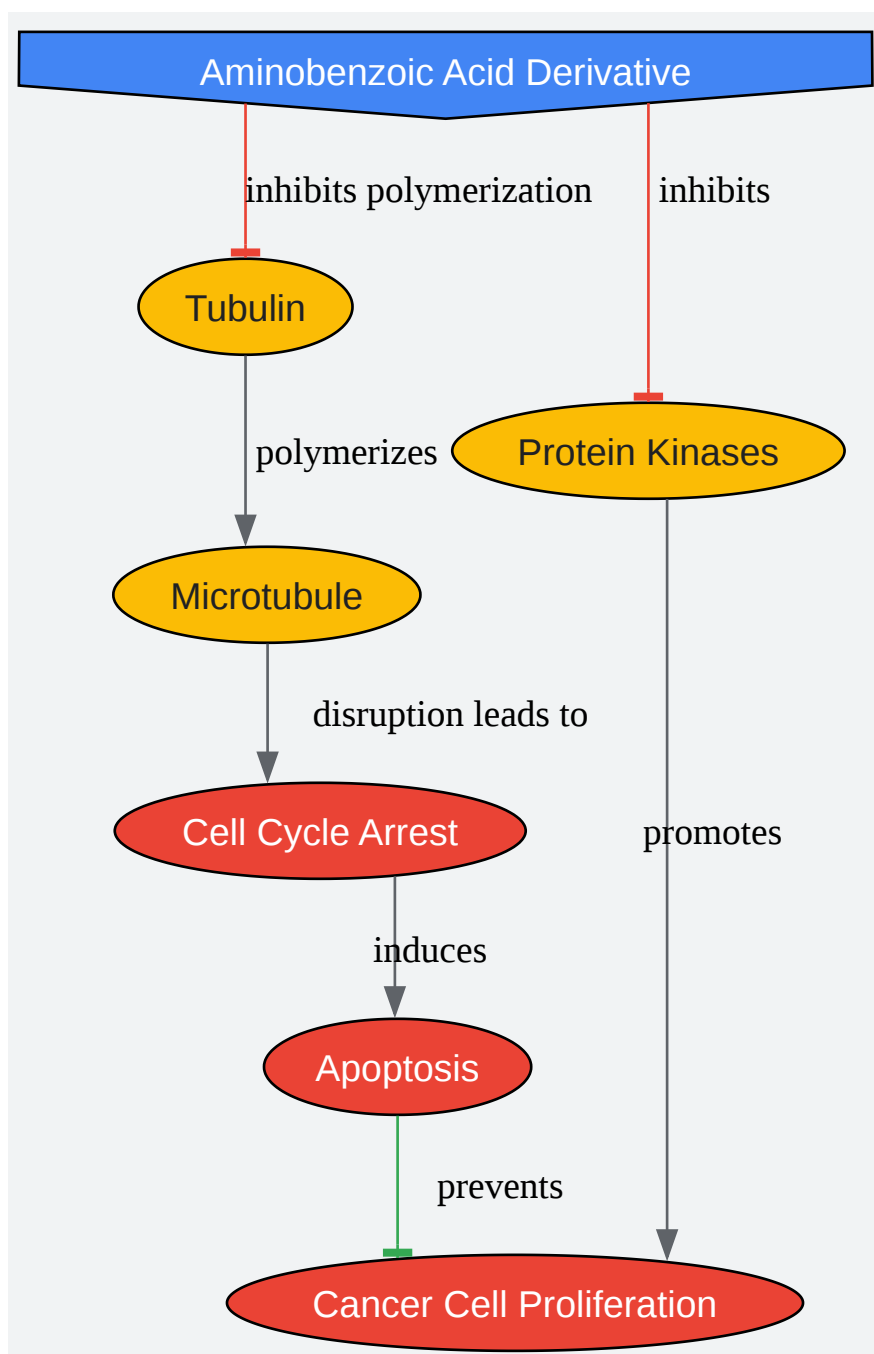 Aminobenzoic Acid Derivative
inhibits polymerization
inhibits
Tubulin
polymerizes
Protein Kinases
Microtubule
disruption leads to
Cell Cycle Arrest
promotes
induces
Apoptosis
prevents
Cancer Cell Proliferation